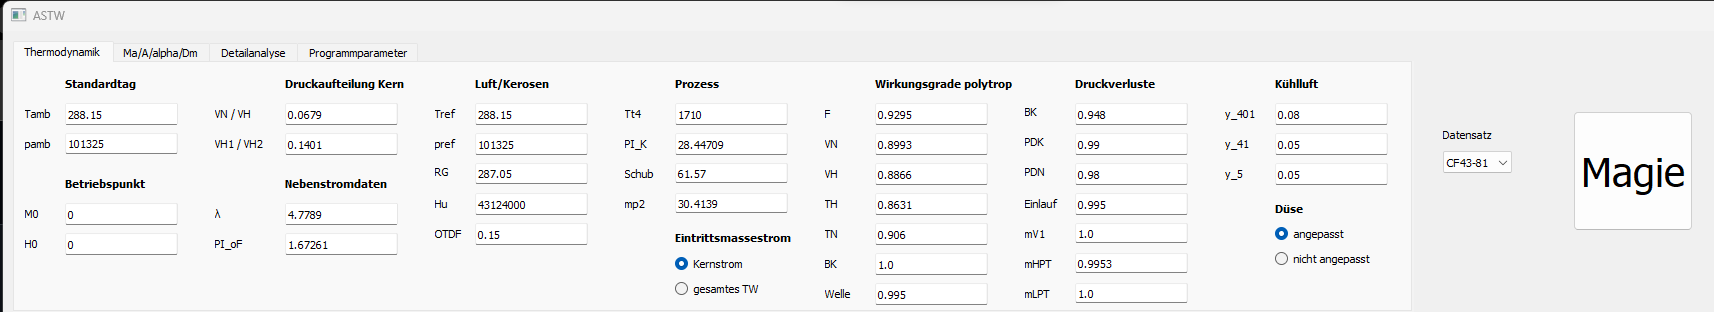 ASTW
Thermodynamik Ma/A/alpha/Dm Detailanalyse Programmparameter
Standardtag
Tamb 288.15
pamb 101325
Betriebspunkt
M0 0
H0 0
Druckaufteilung Kern
VN / VH 0.0679
VH1 / VH2 0.1401
Nebenstromdaten
λ 4.7789
PI_oF 1.67261
Luft/Kerosen
Tref 288.15
pref 101325
RG 287.05
Hu 43124000
OTDF 0.15
Prozess
Tt4 1710
PI_K 28.44709
Schub 61.57
mp2 30.4139
Eintrittsmassestrom
Kernstrom
gesamtes TW
Wirkungsgrade polytrop
F 0.9295
VN 0.8993
VH 0.8866
TH 0.8631
TN 0.906
BK 1.0
Welle 0.995
Druckverluste
BK 0.948
PDK 0.99
PDN 0.98
Einlauf 0.995
mV1 1.0
mHPT 0.9953
mLPT 1.0
Kühlluft
y_401 0.08
y_41 0.05
y_5 0.05
Düse
angepasst
nicht angepasst
Datensatz
CF43-81
Magie